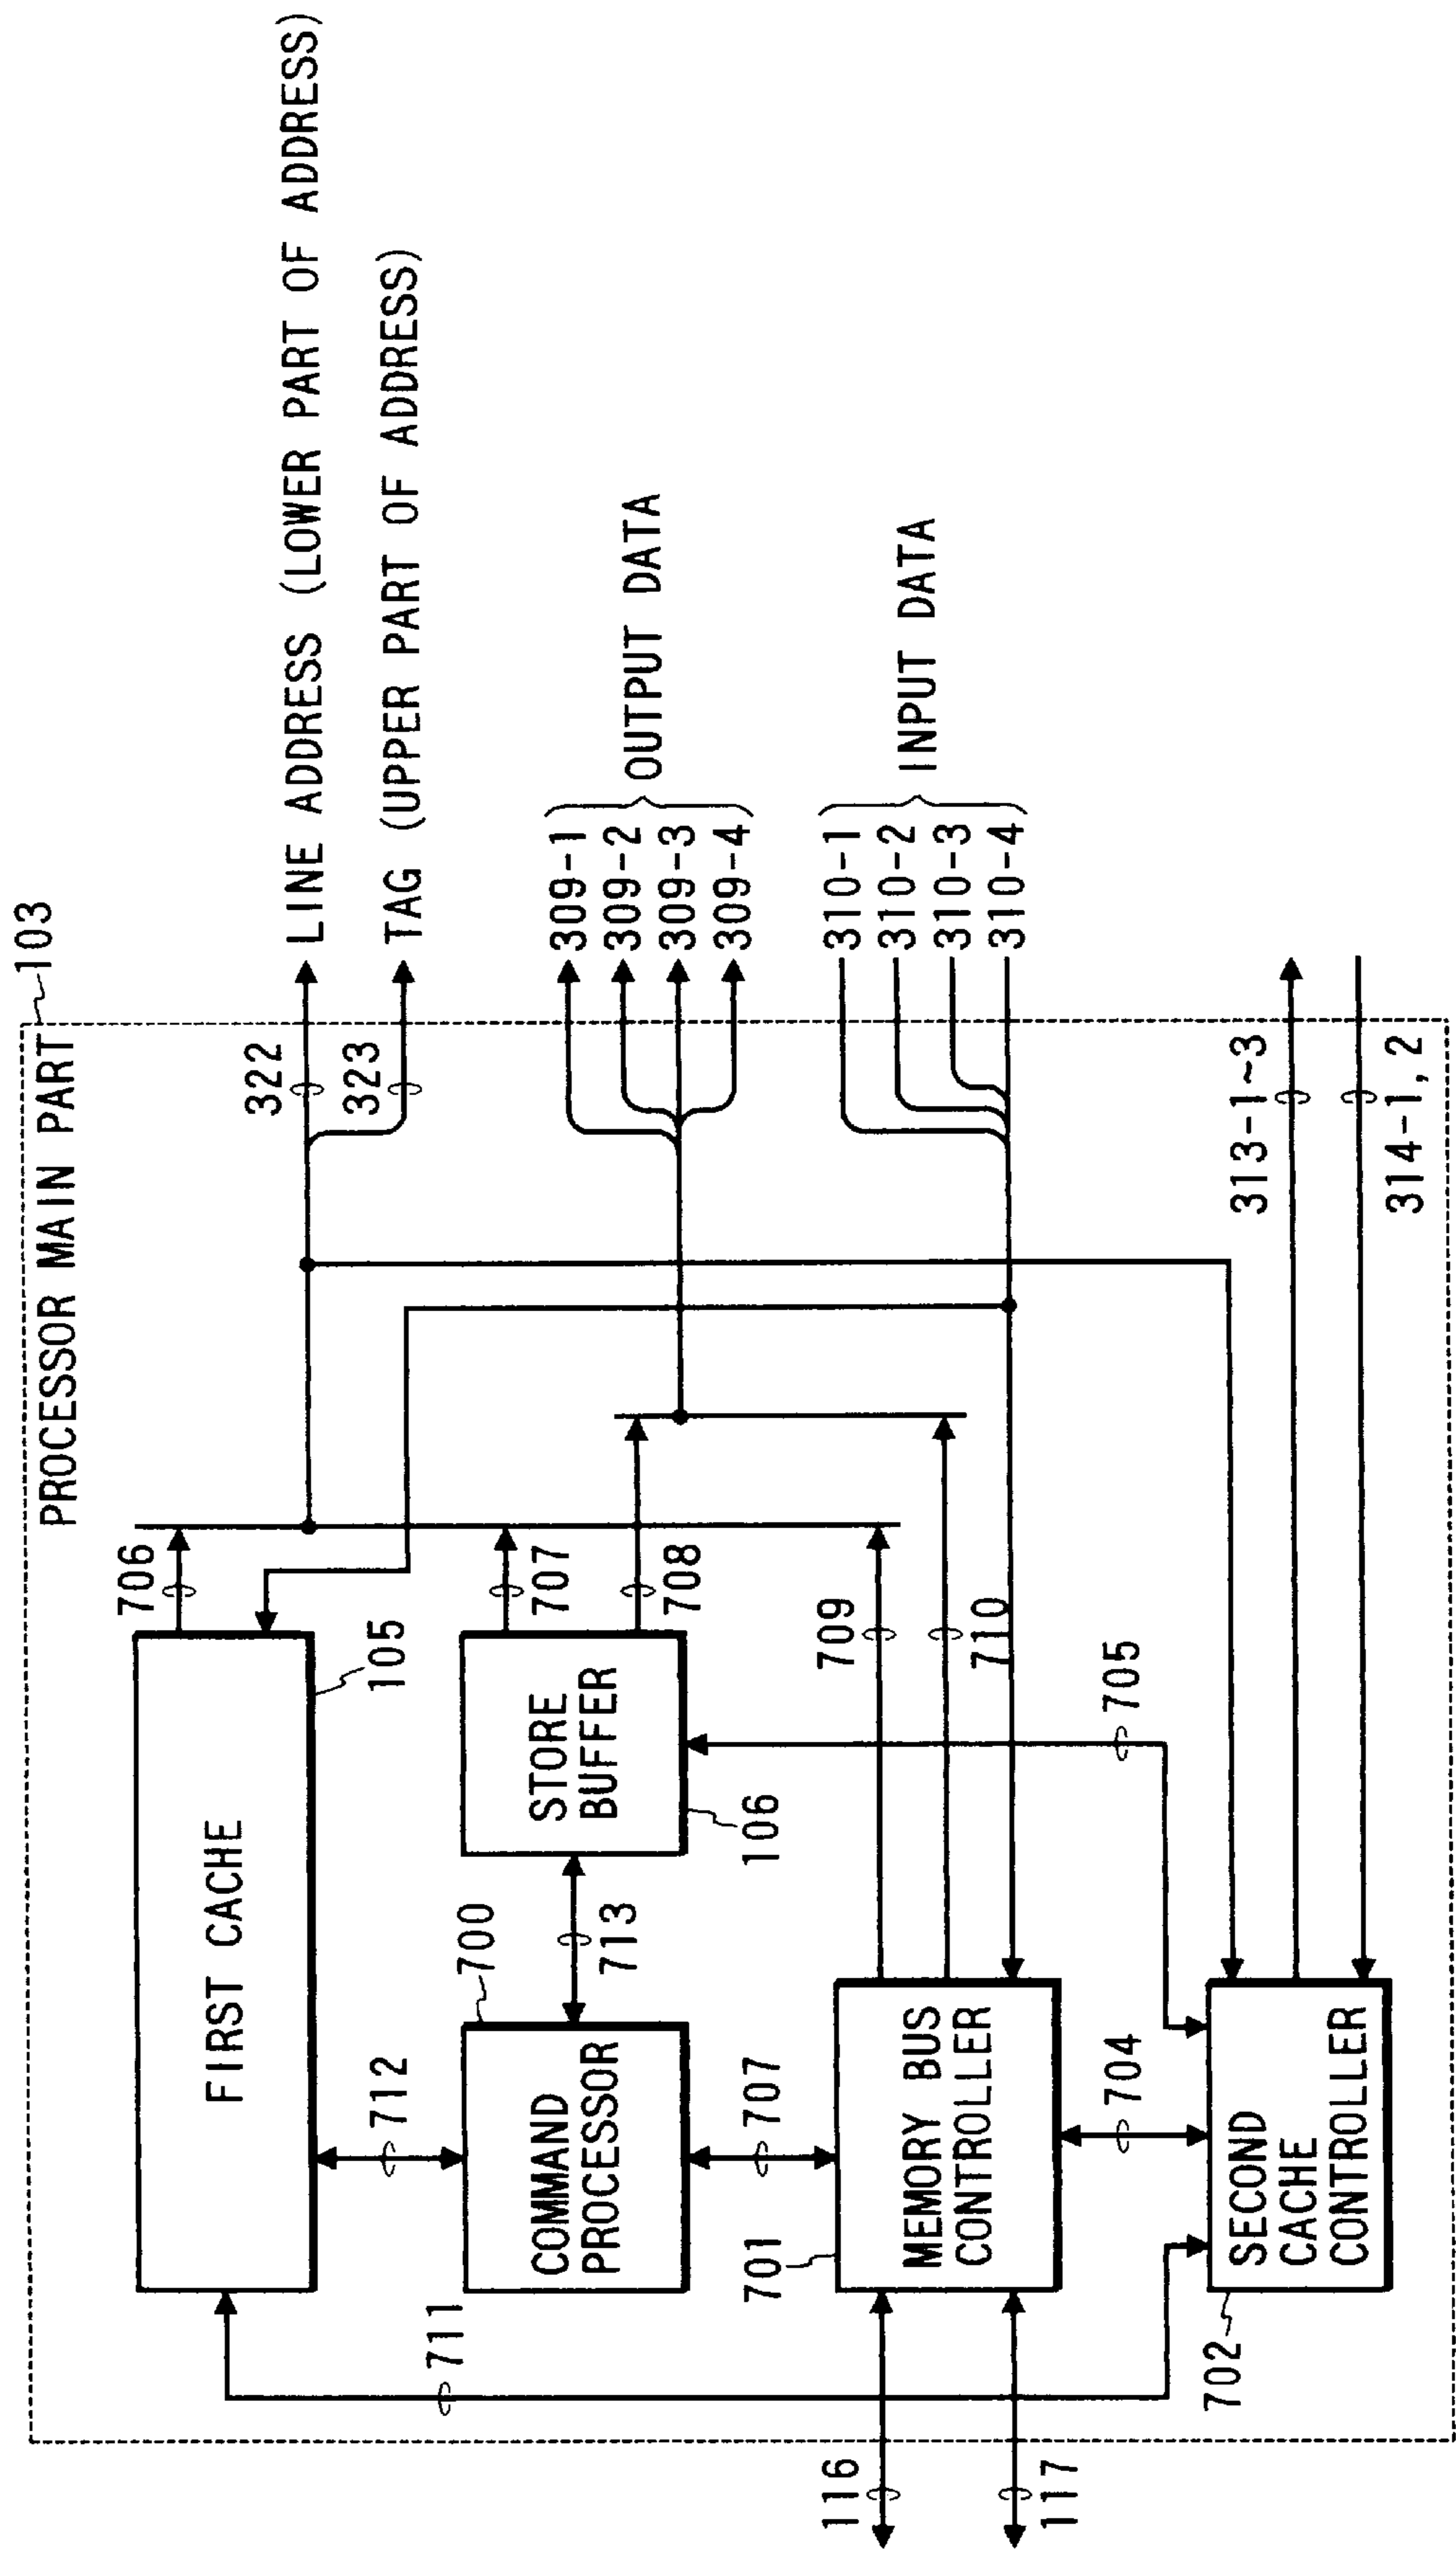 PROCESSOR MAIN PART
103
FIRST CACHE
105
706
711
712
322
LINE ADDRESS (LOWER PART OF ADDRESS)
323
TAG (UPPER PART OF ADDRESS)
700
COMMAND
PROCESSOR
713
STORE
BUFFER
106
707
708
309-1
309-2
309-3
309-4
OUTPUT DATA
707
701
MEMORY BUS
CONTROLLER
709
710
310-1
310-2
310-3
310-4
INPUT DATA
116
117
704
705
702
SECOND
CACHE
CONTROLLER
313-1~3
314-1,2